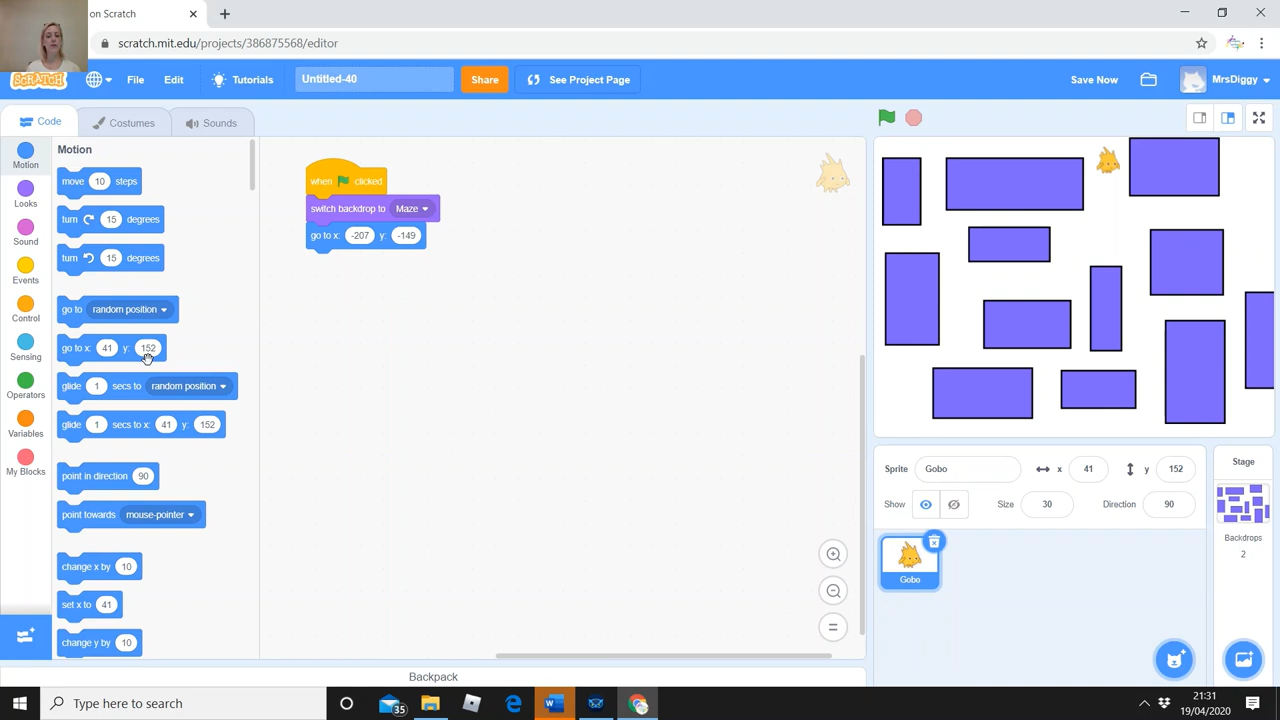 on Scratch
scratch.mit.edu/projects/386875568/editor
SCRATCH File Edit Tutorials Untitled-40 Share See Project Page Save Now MrsDiggy
Code Costumes Sounds
Motion
Looks
Sound
Events
Control
Sensing
Operators
Variables
My Blocks
Motion
move 10 steps
turn 15 degrees
turn 15 degrees
go to random position
go to x: 41 y: 152
glide 1 secs to random position
glide 1 secs to x: 41 y: 152
point in direction 90
point towards mouse-pointer
change x by 10
set x to 41
change y by 10
when clicked
switch backdrop to Maze
go to x: -207 y: -149
Sprite Gobo x 41 y 152
Show Size 30 Direction 90
Gobo
Stage
Backdrops
2
Backpack
Type here to search
35
21:31
19/04/2020